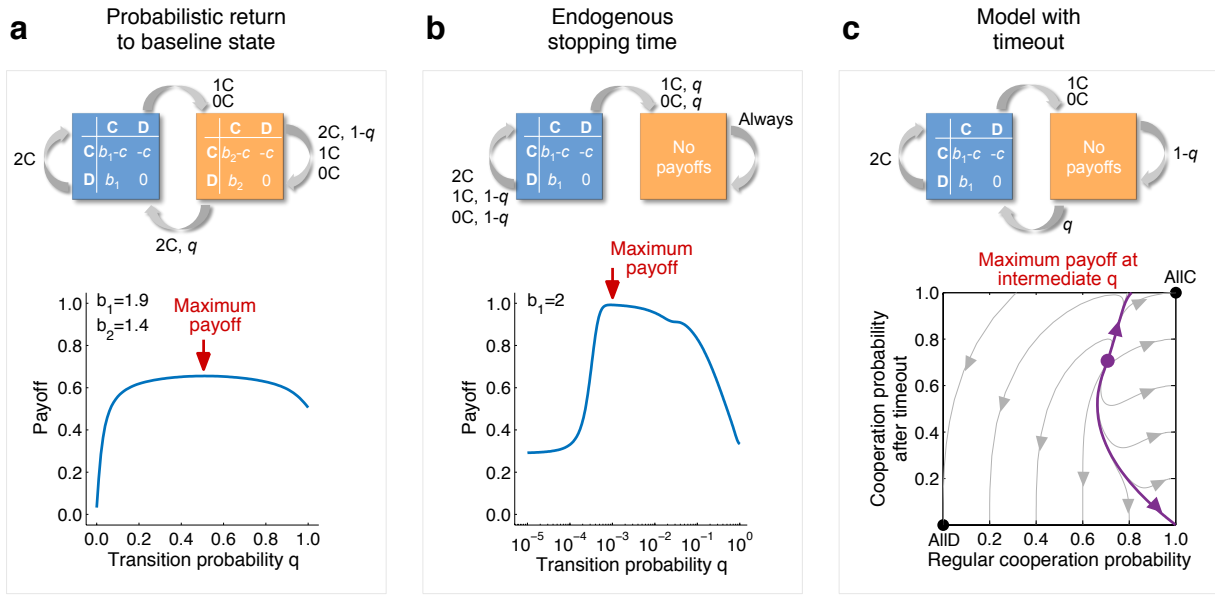 a
Probabilistic return
to baseline state
1C
0C
2C
C D
C b1-c -c
D b1 0
C D
C b2-c -c
D b2 0
2C, 1-q
1C
0C
2C, q
b1=1.9
b2=1.4
Maximum
payoff
Payoff
1.0
0.8
0.6
0.4
0.2
0.0
0.0 0.2 0.4 0.6 0.8 1.0
Transition probability q
b
Endogenous
stopping time
1C, q
0C, q
Always
C D
C b1-c -c
D b1 0
No
payoffs
2C
1C, 1-q
0C, 1-q
Maximum
payoff
b1=2
Payoff
1.0
0.8
0.6
0.4
0.2
0.0
10⁻⁵ 10⁻⁴ 10⁻³ 10⁻² 10⁻¹ 10⁰
Transition probability q
c
Model with
timeout
1C
0C
2C
C D
C b1-c -c
D b1 0
No
payoffs
1-q
q
Maximum payoff at
intermediate q
AllC
Cooperation probability
after timeout
1.0
0.8
0.6
0.4
0.2
AllD
0.2 0.4 0.6 0.8 1.0
Regular cooperation probability